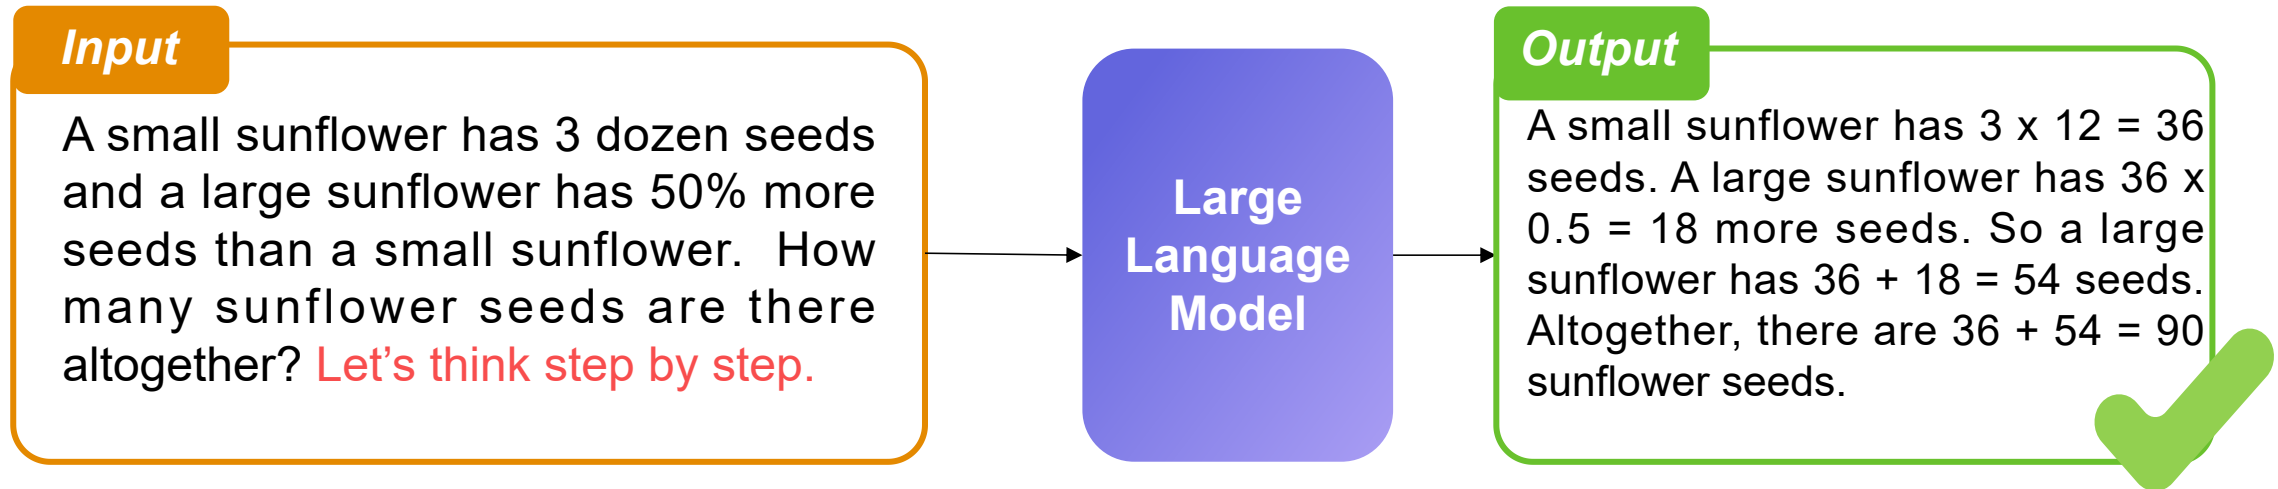 Input
A small sunflower has 3 dozen seeds
and a large sunflower has 50% more
seeds than a small sunflower.  How
many sunflower seeds are there
altogether? Let’s think step by step.
Large
Language
Model
Output
A small sunflower has 3 x 12 = 36
seeds. A large sunflower has 36 x
0.5 = 18 more seeds. So a large
sunflower has 36 + 18 = 54 seeds.
Altogether, there are 36 + 54 = 90
sunflower seeds.